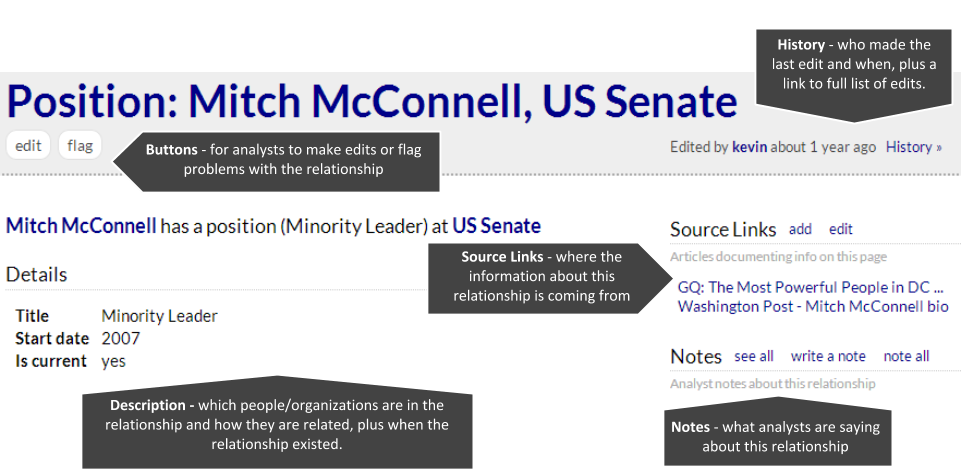 History - who made the
last edit and when, plus a
link to full list of edits.
Position: Mitch McConnell, US Senate
edit flag
Buttons - for analysts to make edits or flag
problems with the relationship
Edited by kevin about 1 year ago History »
Mitch McConnell has a position (Minority Leader) at US Senate
Source Links add edit
Articles documenting info on this page
Source Links - where the
information about this
relationship is coming from
GQ: The Most Powerful People in DC ...
Washington Post - Mitch McConnell bio
Details
Title Minority Leader
Start date 2007
Is current yes
Notes see all write a note note all
Analyst notes about this relationship
Description - which people/organizations are in the
relationship and how they are related, plus when the
relationship existed.
Notes - what analysts are saying
about this relationship